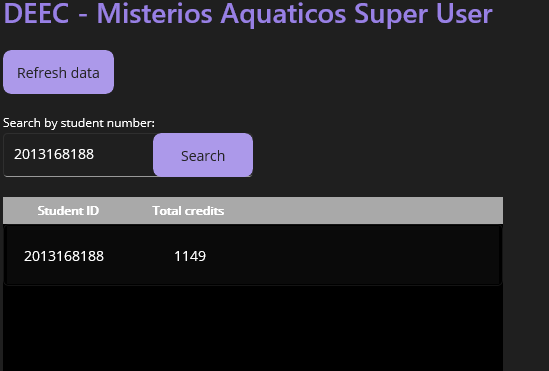 DEEC - Misterios Aquaticos Super User
Refresh data
Search by student number:
2013168188 Search
Student ID Total credits
2013168188 1149